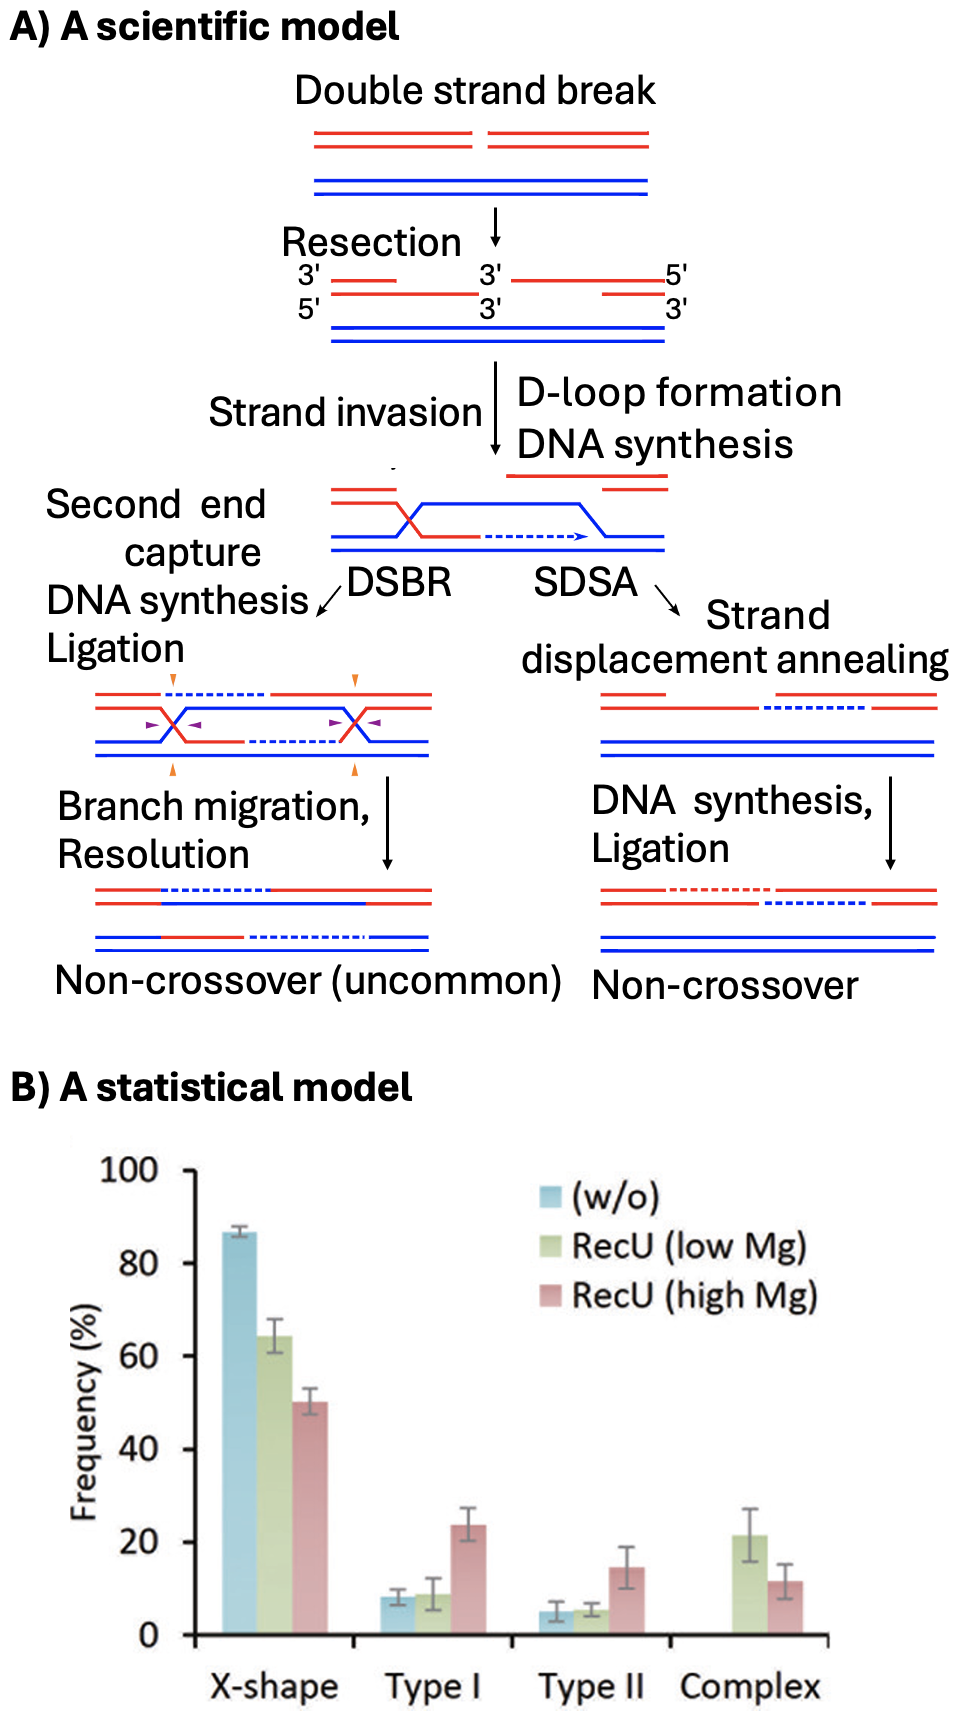 A) A scientific model
Double strand break
Resection
3' 3' 5'
5' 3' 3'
Strand invasion
D-loop formation
DNA synthesis
Second end
capture
DNA synthesis
Ligation
DSBR
SDSA
Strand
displacement annealing
Branch migration,
Resolution
DNA synthesis,
Ligation
Non-crossover (uncommon)
Non-crossover
B) A statistical model
Frequency (%)
100
80
60
40
20
0
(w/o)
RecU (low Mg)
RecU (high Mg)
X-shape Type I Type II Complex